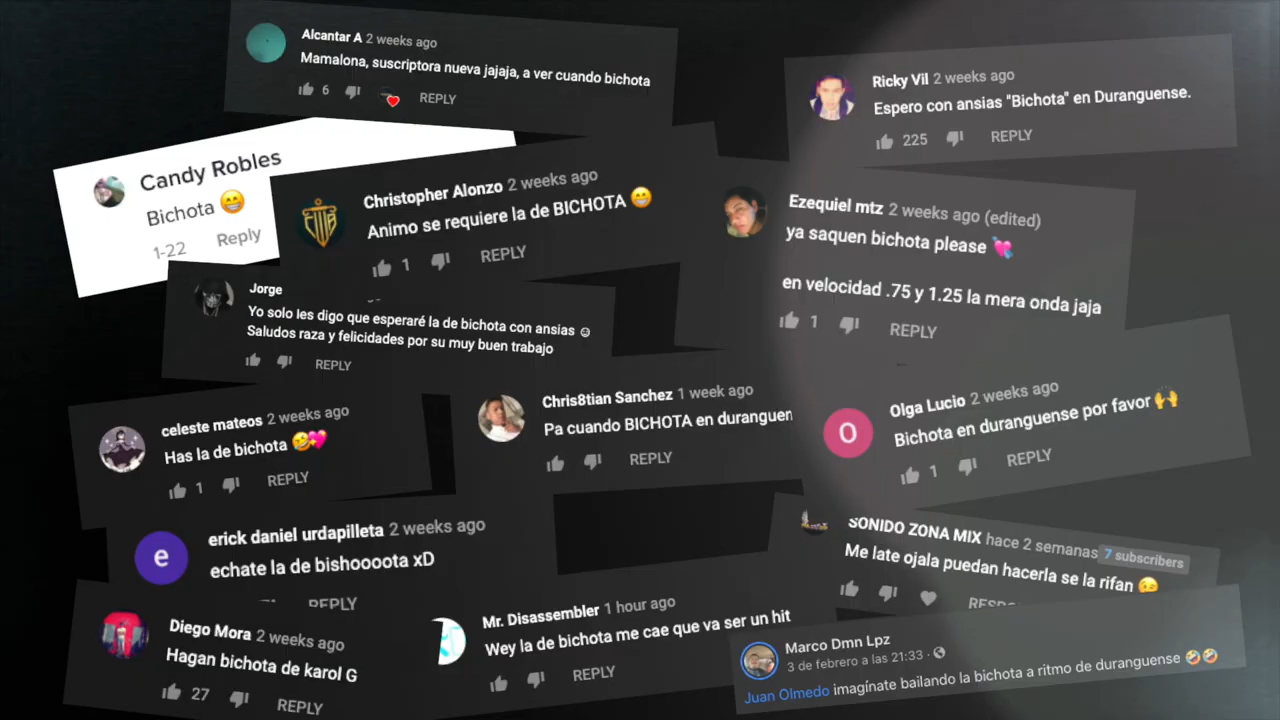 Alcantar A 2 weeks ago
Mamalona, suscriptora nueva jajaja, a ver cuando bichota
6 REPLY
Ricky Vil 2 weeks ago
Espero con ansias "Bichota" en Duranguense.
225 REPLY
Candy Robles
Bichota 😁
1-22 Reply
Christopher Alonzo 2 weeks ago
Animo se requiere la de BICHOTA 😁
1 REPLY
Ezequiel mtz 2 weeks ago (edited)
ya saquen bichota please 💘
en velocidad .75 y 1.25 la mera onda jaja
1 REPLY
Jorge
Yo solo les digo que esperaré la de bichota con ansias ☺
Saludos raza y felicidades por su muy buen trabajo
REPLY
celeste mateos 2 weeks ago
Has la de bichota 🤣💖
1 REPLY
Chris8tian Sanchez 1 week ago
Pa cuando BICHOTA en duranguen
REPLY
Olga Lucio 2 weeks ago
O
Bichota en duranguense por favor 🙌
1 REPLY
erick daniel urdapilleta 2 weeks ago
e
echate la de bishoooota xD
REPLY
SONIDO ZONA MIX hace 2 semanas 7 subscribers
Me late ojala puedan hacerla se la rifan 😉
Diego Mora 2 weeks ago
Hagan bichota de karol G
27 REPLY
Mr. Disassembler 1 hour ago
Wey la de bichota me cae que va ser un hit
REPLY
Marco Dmn Lpz
3 de febrero a las 21:33 ·
Juan Olmedo imagínate bailando la bichota a ritmo de duranguense 🤣🤣